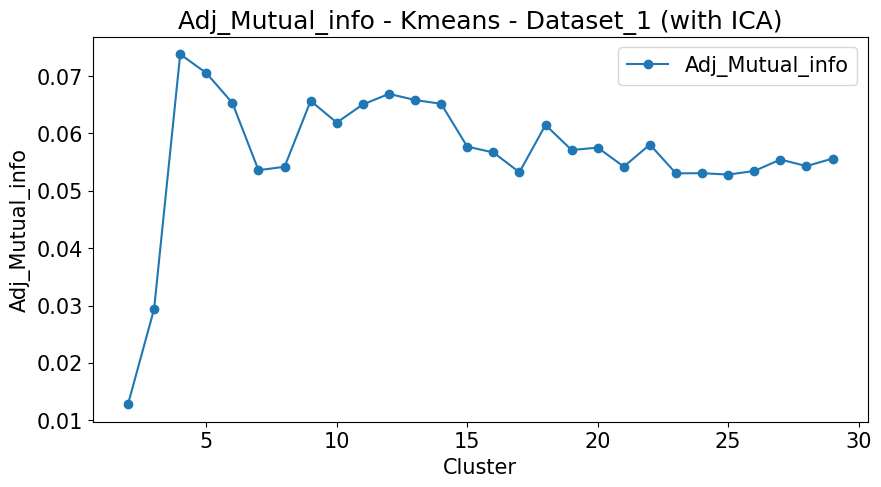 Adj_Mutual_info - Kmeans - Dataset_1 (with ICA)
Adj_Mutual_info
Adj_Mutual_info
0.07
0.06
0.05
0.04
0.03
0.02
0.01
5 10 15 20 25 30
Cluster